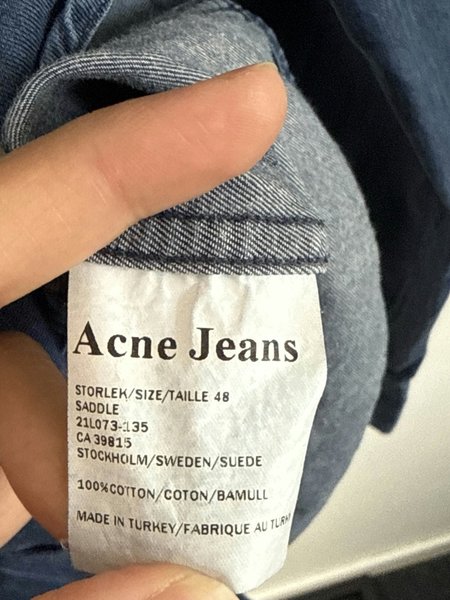 Acne Jeans
STORLEK/SIZE/TAILLE 48
SADDLE
21L073-135
CA 39815
STOCKHOLM/SWEDEN/SUEDE
100%COTTON/COTON/BAMULL
MADE IN TURKEY/FABRIQUE AU